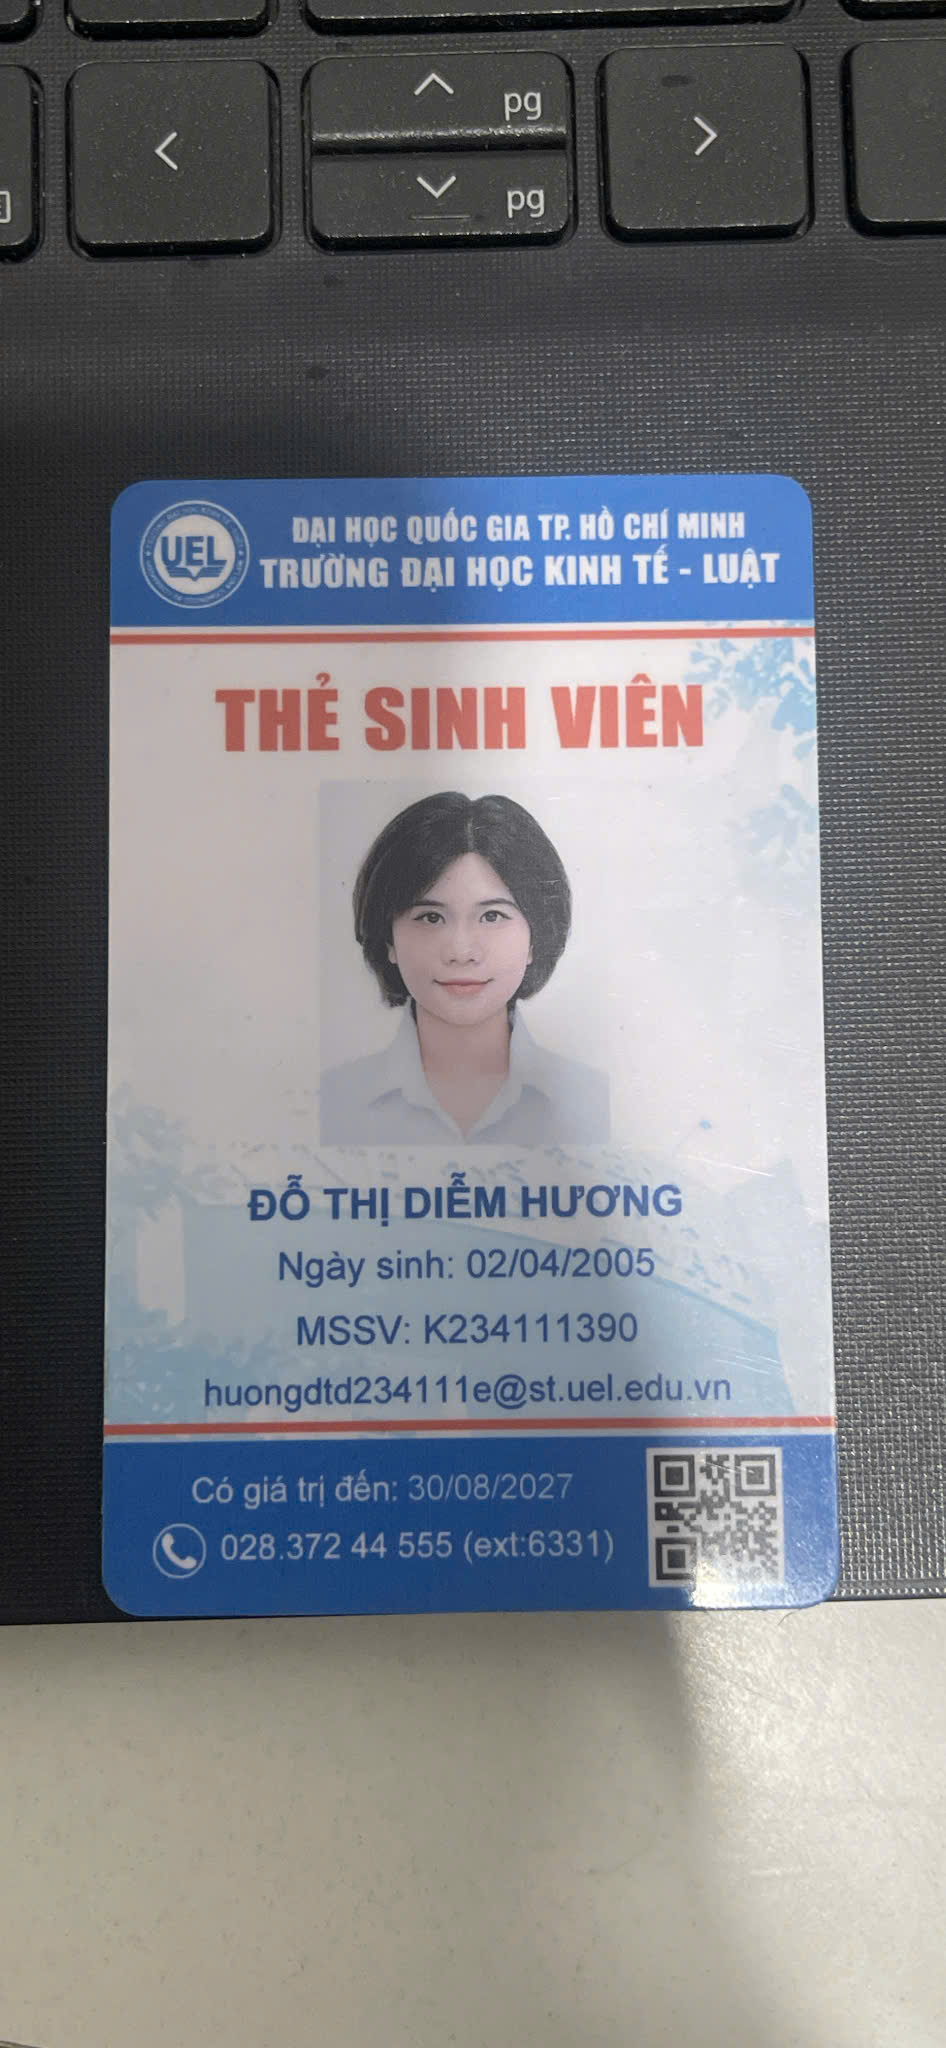 pg
pg
UEL
ĐẠI HỌC QUỐC GIA TP. HỒ CHÍ MINH
TRƯỜNG ĐẠI HỌC KINH TẾ - LUẬT
THẺ SINH VIÊN
ĐỖ THỊ DIỄM HƯƠNG
Ngày sinh: 02/04/2005
MSSV: K234111390
huongdtd234111e@st.uel.edu.vn
Có giá trị đến: 30/08/2027
028.372 44 555 (ext:6331)